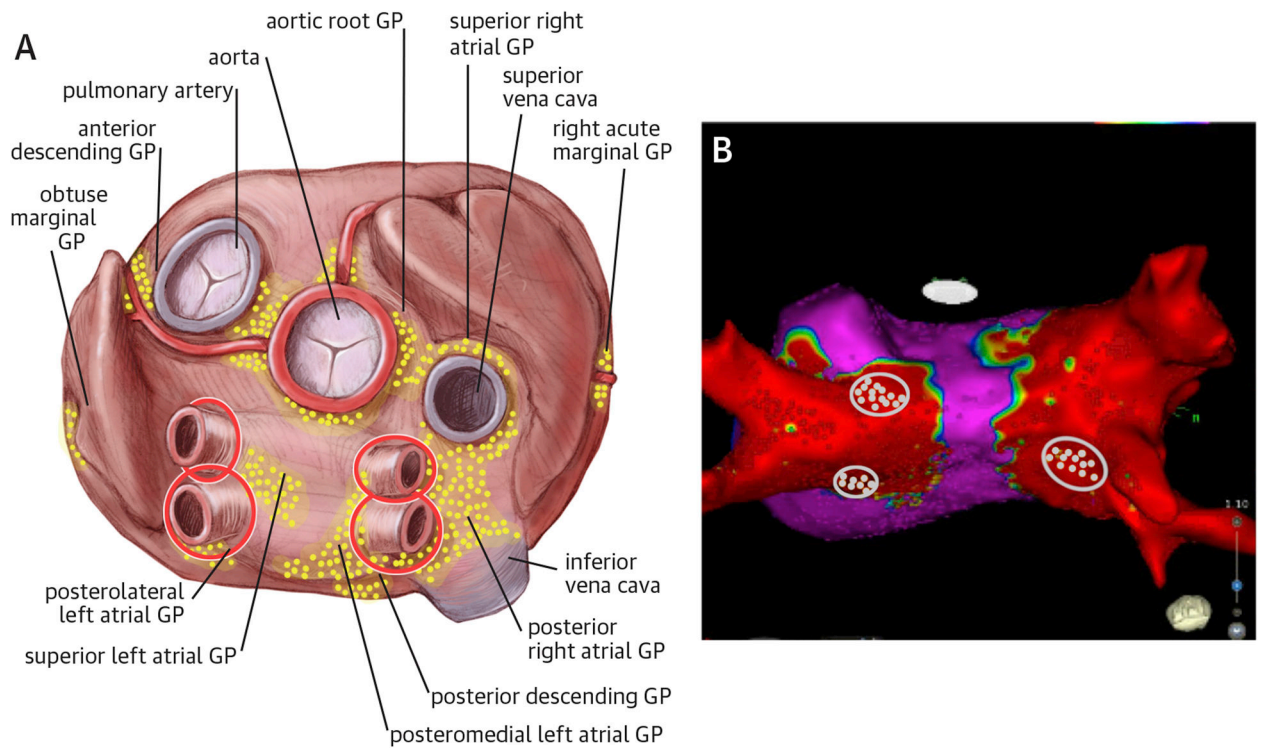 A
aortic root GP
superior right
atrial GP
aorta
superior
vena cava
pulmonary artery
anterior
descending GP
right acute
marginal GP
obtuse
marginal
GP
inferior
vena cava
posterolateral
left atrial GP
posterior
right atrial GP
superior left atrial GP
posterior descending GP
posteromedial left atrial GP
B
1.10